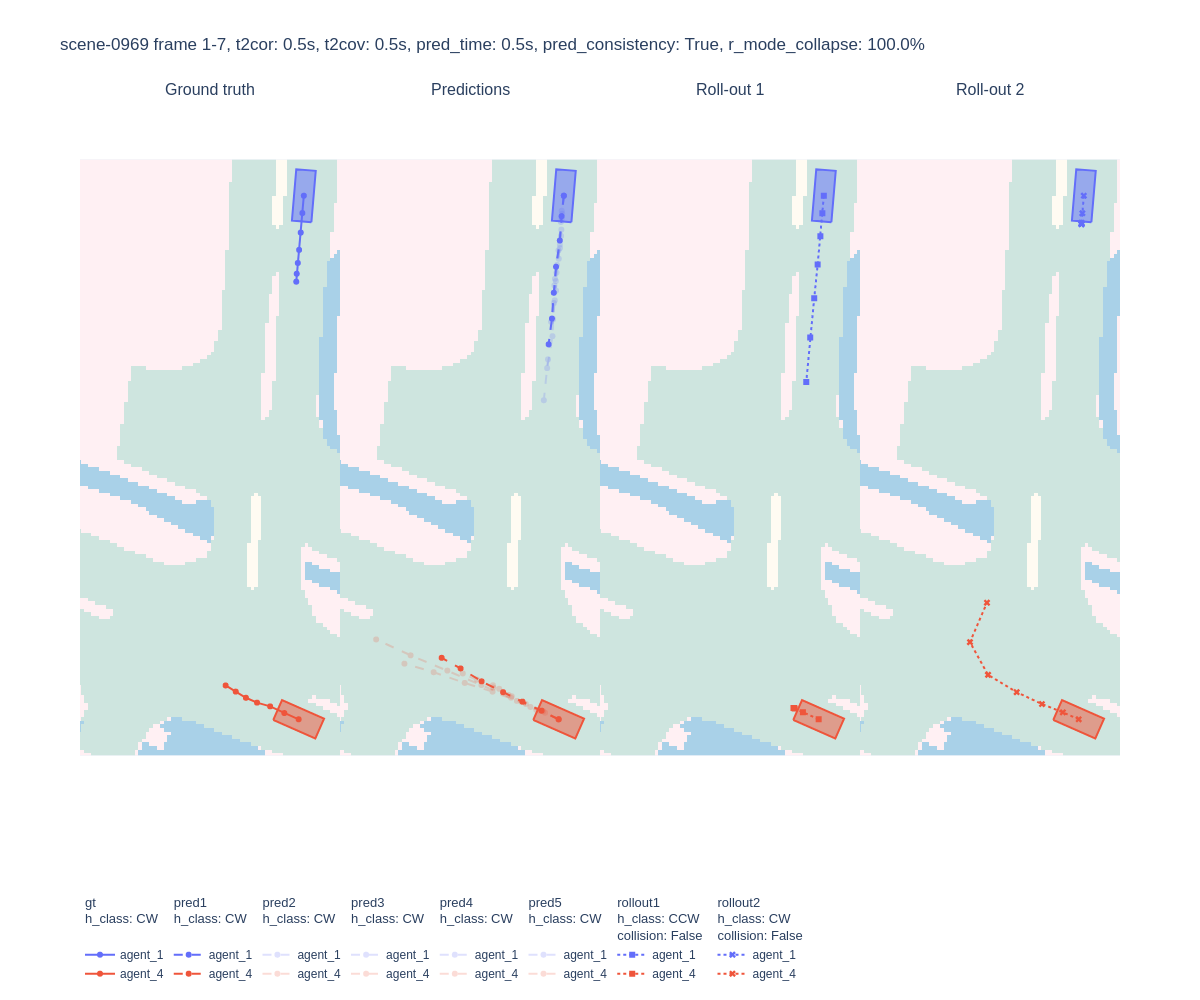 scene-0969 frame 1-7, t2cor: 0.5s, t2cov: 0.5s, pred_time: 0.5s, pred_consistency: True, r_mode_collapse: 100.0%
Ground truth
Predictions
Roll-out 1
Roll-out 2
gt
h_class: CW
agent_1
agent_4
pred1
h_class: CW
agent_1
agent_4
pred2
h_class: CW
agent_1
agent_4
pred3
h_class: CW
agent_1
agent_4
pred4
h_class: CW
agent_1
agent_4
pred5
h_class: CW
agent_1
agent_4
rollout1
h_class: CCW
collision: False
agent_1
agent_4
rollout2
h_class: CW
collision: False
agent_1
agent_4